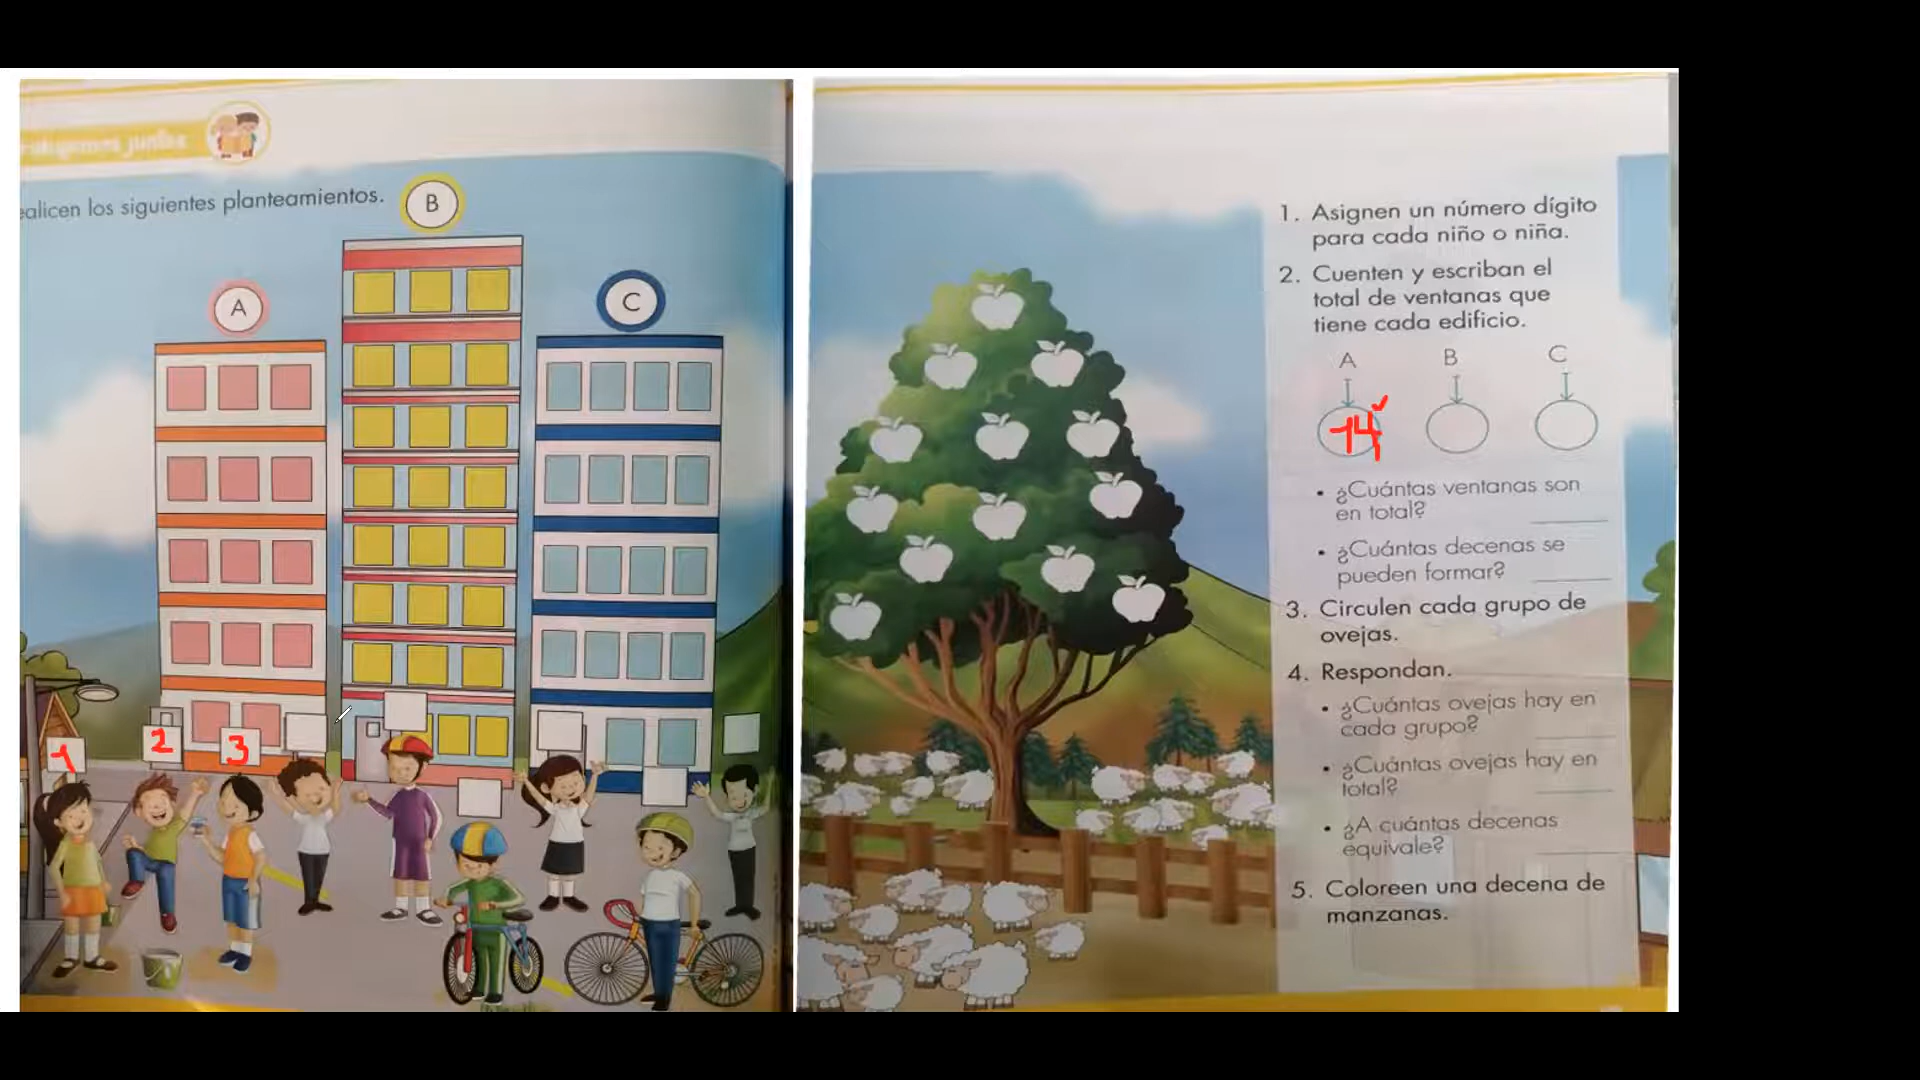 juntos
los siguientes planteamientos.
B
A
C
1
2
3
1. Asignen un número dígito
para cada niño o niña.
2. Cuenten y escriban el
total de ventanas que
tiene cada edificio.
A B C
14
• ¿Cuántas ventanas son
en total?
• ¿Cuántas decenas se
pueden formar?
3. Circulen cada grupo de
ovejas.
4. Respondan.
• ¿Cuántas ovejas hay en
cada grupo?
• ¿Cuántas ovejas hay en
total?
• ¿A cuántas decenas
equivale?
5. Coloreen una decena de
manzanas.